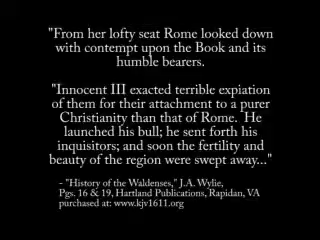 "From her lofty seat Rome looked down
with contempt upon the Book and its
humble bearers.
"Innocent III exacted terrible expiation
of them for their attachment to a purer
Christianity than that of Rome. He
launched his bull; he sent forth his
inquisitors; and soon the fertility and
beauty of the region were swept away..."
- "History of the Waldenses," J.A. Wylie,
Pgs. 16 & 19, Hartland Publications, Rapidan, VA
purchased at: www.kjv1611.org